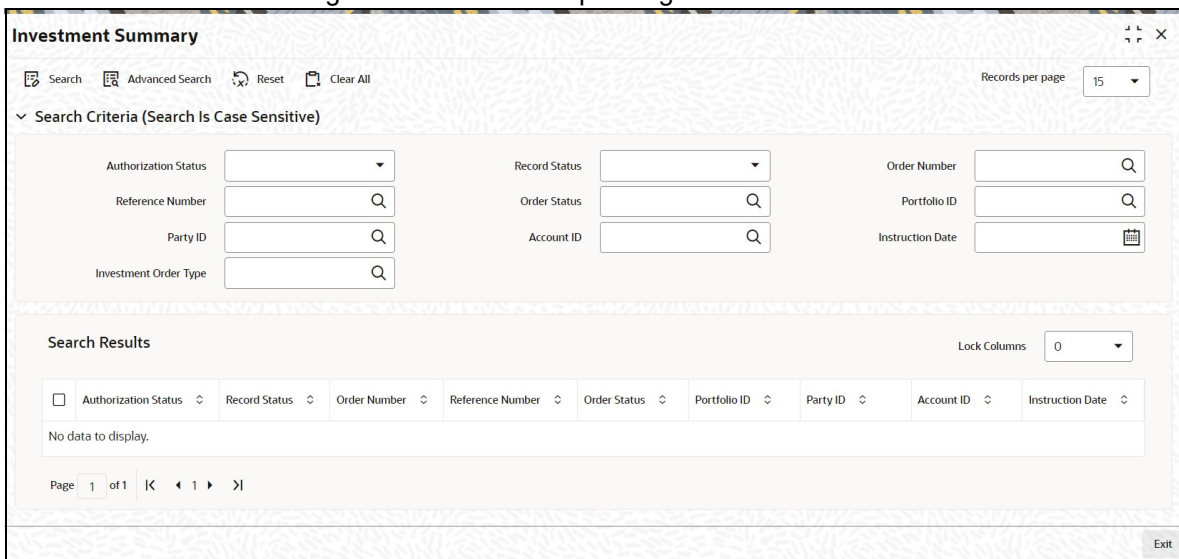 Investment Summary
Search Advanced Search Reset Clear All Records per page 15
Search Criteria (Search Is Case Sensitive)
Authorization Status Record Status Order Number
Reference Number Order Status Portfolio ID
Party ID Account ID Instruction Date
Investment Order Type
Search Results Lock Columns 0
Authorization Status Record Status Order Number Reference Number Order Status Portfolio ID Party ID Account ID Instruction Date
No data to display.
Page 1 of 1 1
Exit